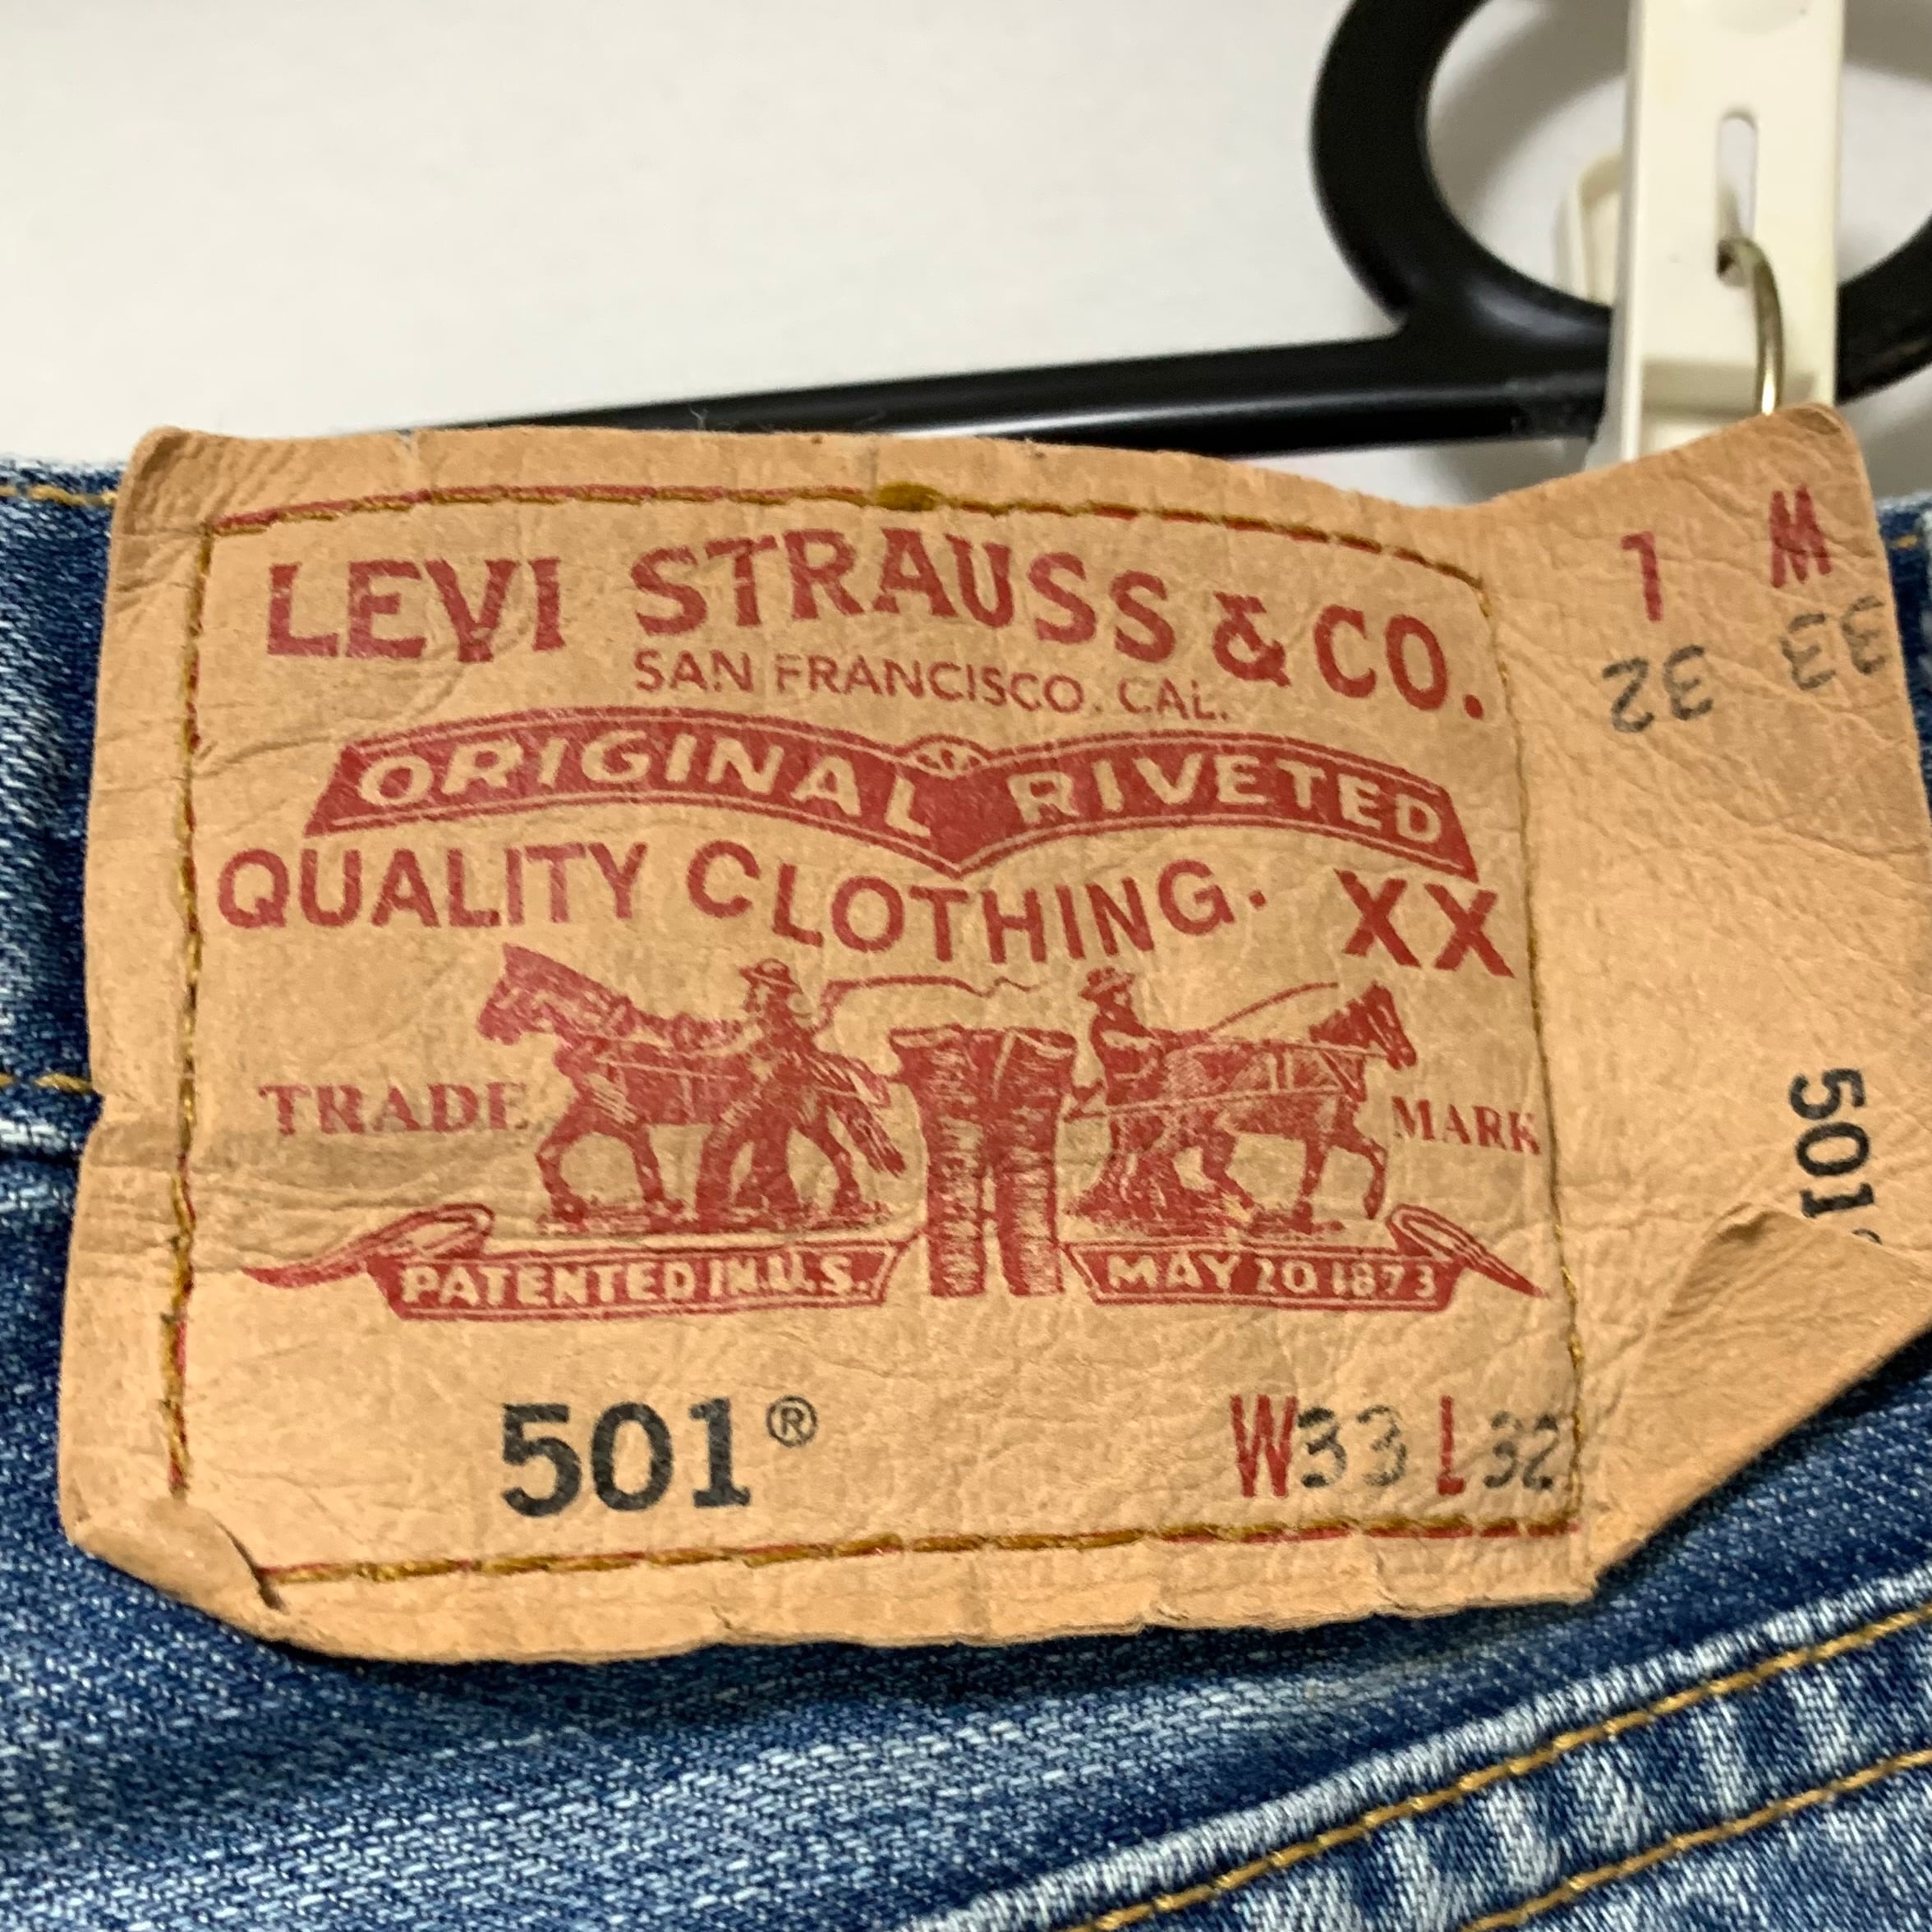 LEVI STRAUSS & CO.
SAN FRANCISCO. CAL.
ORIGINAL RIVETED
QUALITY CLOTHING. XX
TRADE MARK
PATENTED IN U.S. MAY 20 1873
501® W33 L32
L W
32 33
501